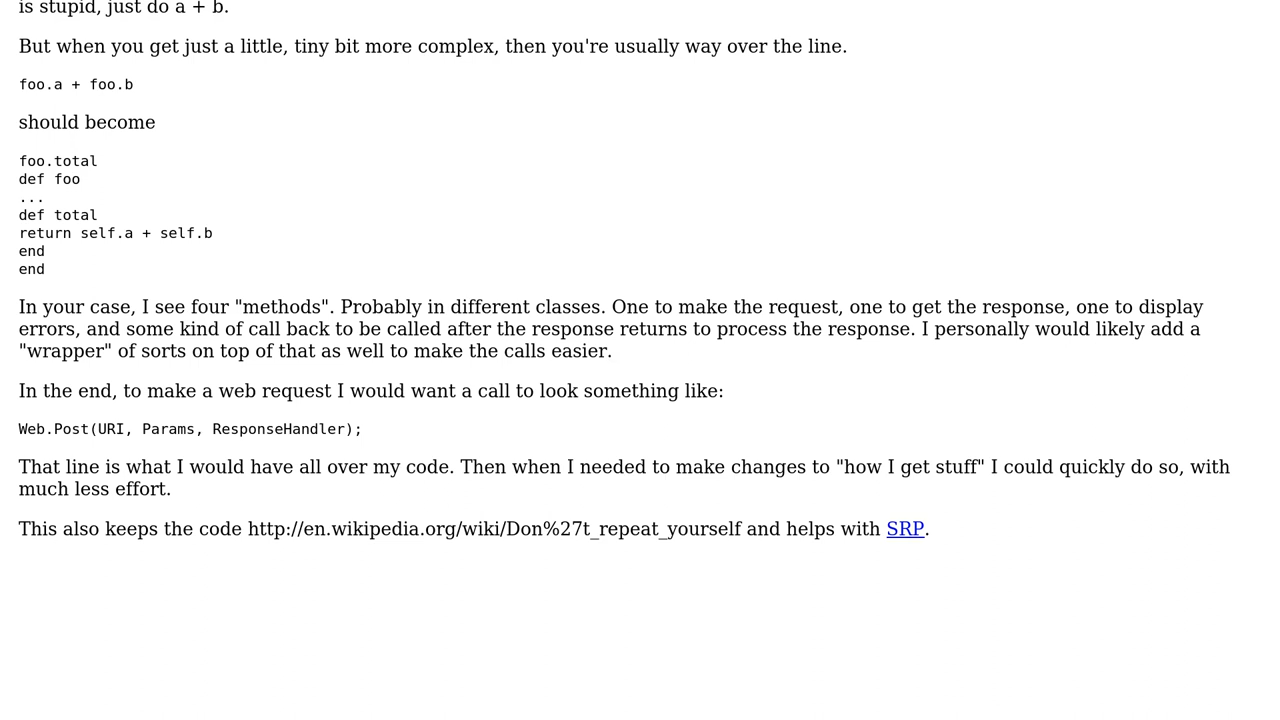 is stupid, just do a + b.
But when you get just a little, tiny bit more complex, then you're usually way over the line.
foo.a + foo.b
should become
foo.total
def foo
...
def total
return self.a + self.b
end
end
In your case, I see four "methods". Probably in different classes. One to make the request, one to get the response, one to display
errors, and some kind of call back to be called after the response returns to process the response. I personally would likely add a
"wrapper" of sorts on top of that as well to make the calls easier.
In the end, to make a web request I would want a call to look something like:
Web.Post(URI, Params, ResponseHandler);
That line is what I would have all over my code. Then when I needed to make changes to "how I get stuff" I could quickly do so, with
much less effort.
This also keeps the code http://en.wikipedia.org/wiki/Don%27t_repeat_yourself and helps with SRP.